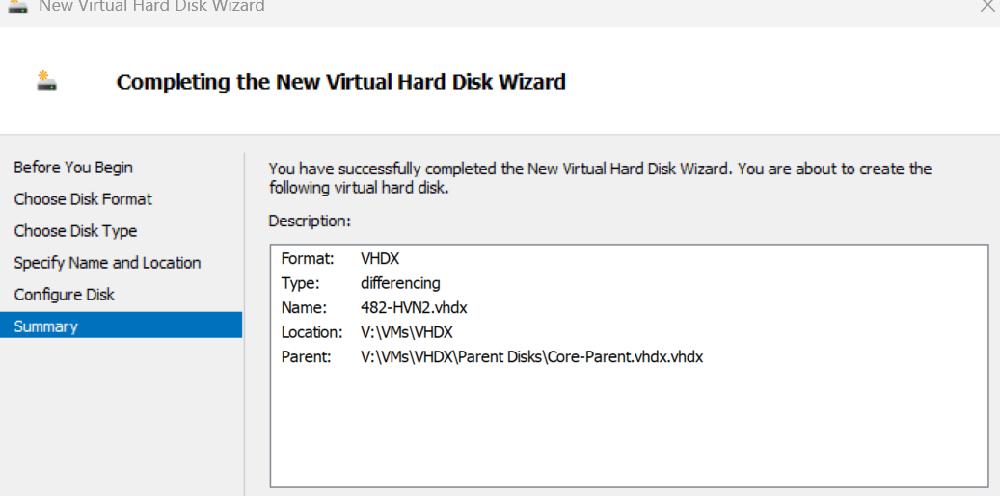 New Virtual Hard Disk Wizard
Completing the New Virtual Hard Disk Wizard
Before You Begin
Choose Disk Format
Choose Disk Type
Specify Name and Location
Configure Disk
Summary
You have successfully completed the New Virtual Hard Disk Wizard. You are about to create the
following virtual hard disk.
Description:
Format: VHDX
Type: differencing
Name: 482-HVN2.vhdx
Location: V:\VMs\VHDX
Parent: V:\VMs\VHDX\Parent Disks\Core-Parent.vhdx.vhdx